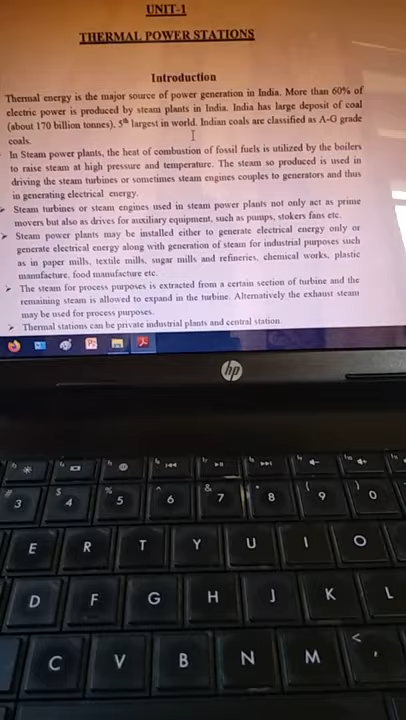 UNIT-1
THERMAL POWER STATIONS
Introduction
Thermal energy is the major source of power generation in India. More than 60% of
electric power is produced by steam plants in India. India has large deposit of coal
(about 170 billion tonnes), 5th largest in world. Indian coals are classified as A-G grade
coals.
In Steam power plants, the heat of combustion of fossil fuels is utilized by the boilers
to raise steam at high pressure and temperature. The steam so produced is used in
driving the steam turbines or sometimes steam engines couples to generators and thus
in generating electrical energy.
➢ Steam turbines or steam engines used in steam power plants not only act as prime
movers but also as drives for auxiliary equipment, such as pumps, stokers fans etc.
➢ Steam power plants may be installed either to generate electrical energy only or
generate electrical energy along with generation of steam for industrial purposes such
as in paper mills, textile mills, sugar mills and refineries, chemical works, plastic
manufacture, food manufacture etc.
➢ The steam for process purposes is extracted from a certain section of turbine and the
remaining steam is allowed to expand in the turbine. Alternatively the exhaust steam
may be used for process purposes.
➢ Thermal stations can be private industrial plants and central station.
hp
# 3 $ 4 % 5 ^ 6 & 7 * 8 ( 9 ) 0
E R T Y U I O
D F G H J K L
C V B N M < ,